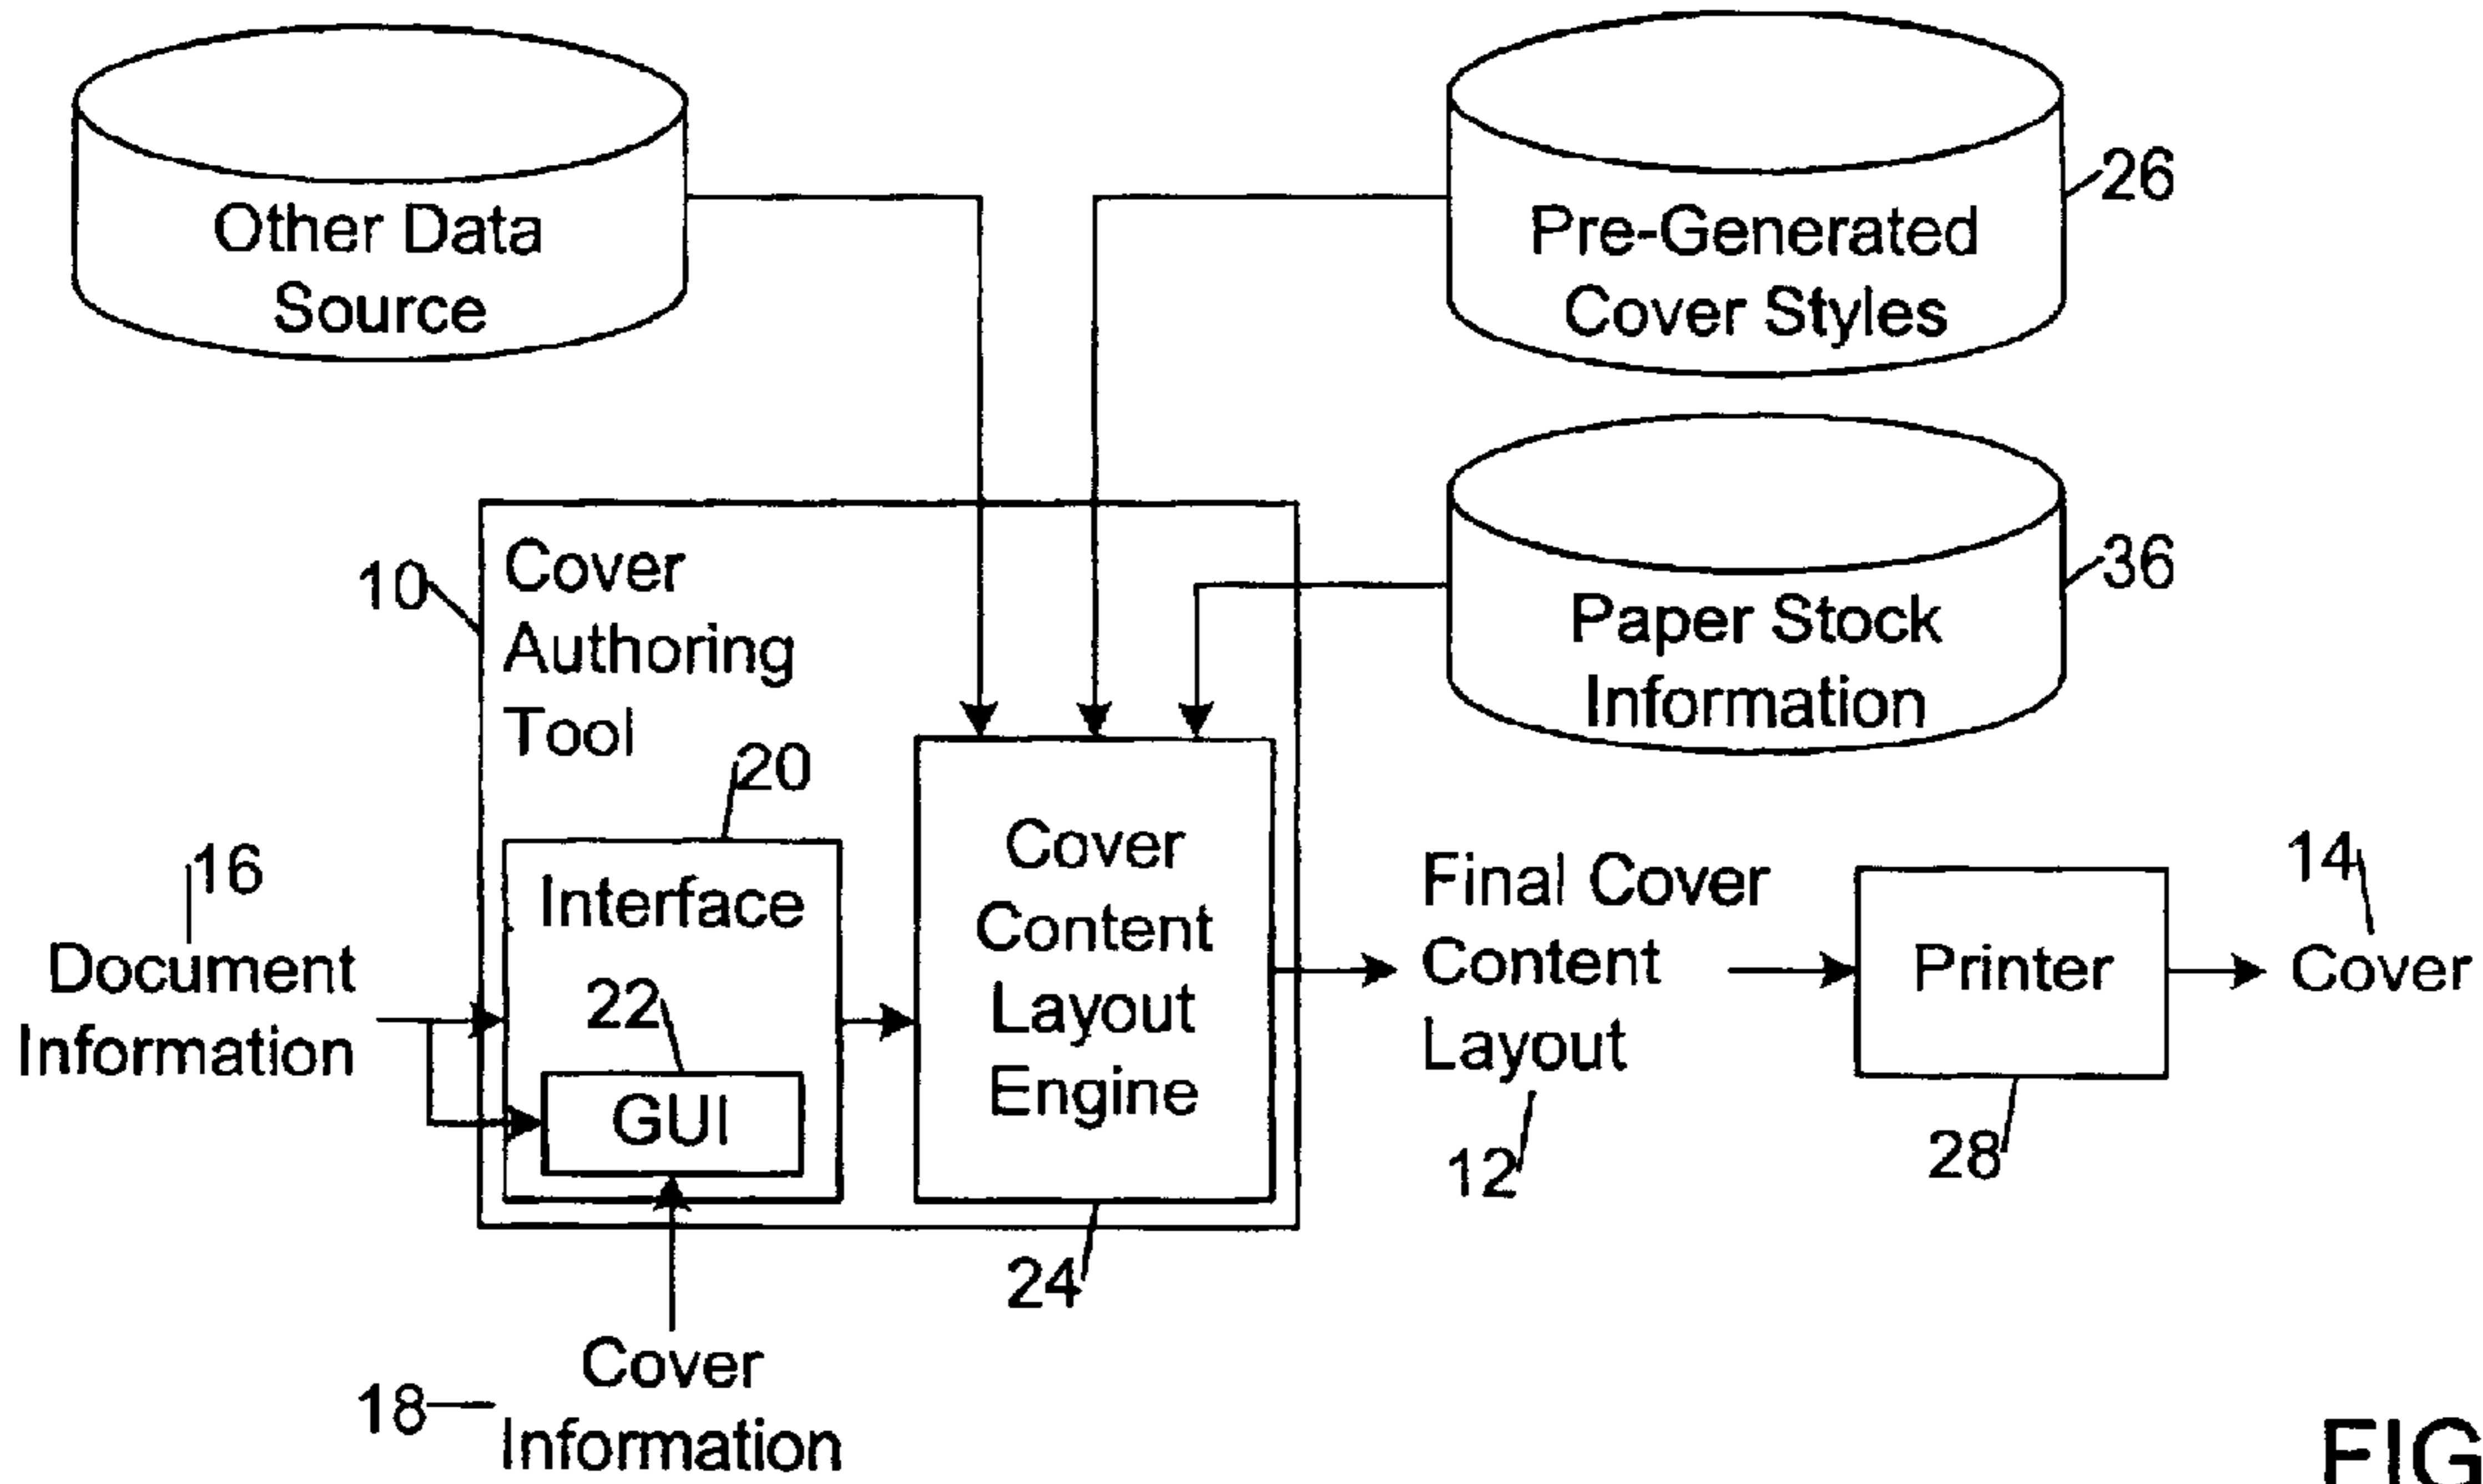 Other Data
Source
Pre-Generated
Cover Styles
26
Paper Stock
Information
36
10
Cover
Authoring
Tool
20
Interface
22
GUI
16
Document
Information
Cover
Content
Layout
Engine
24
Final Cover
Content
Layout
12
Printer
28
14
Cover
18
Cover
Information
FIG